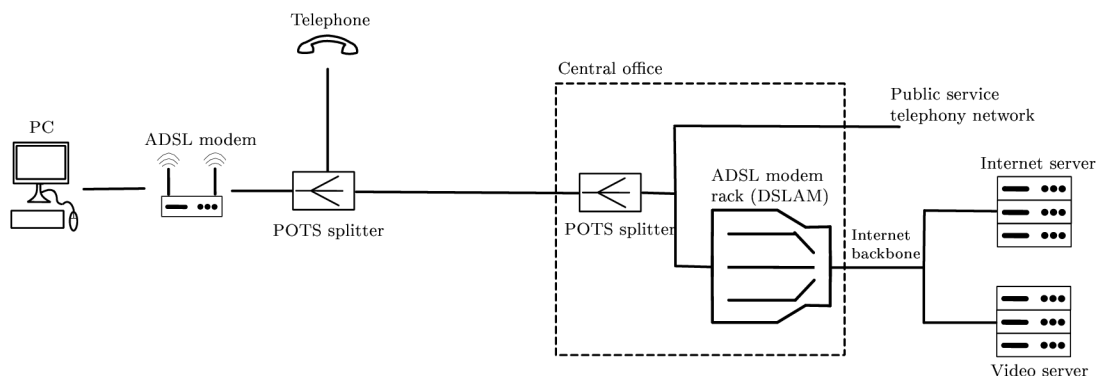 Telephone
Central office
Public service
telephony network
PC
ADSL modem
Internet server
ADSL modem
rack (DSLAM)
POTS splitter
POTS splitter
Internet
backbone
Video server